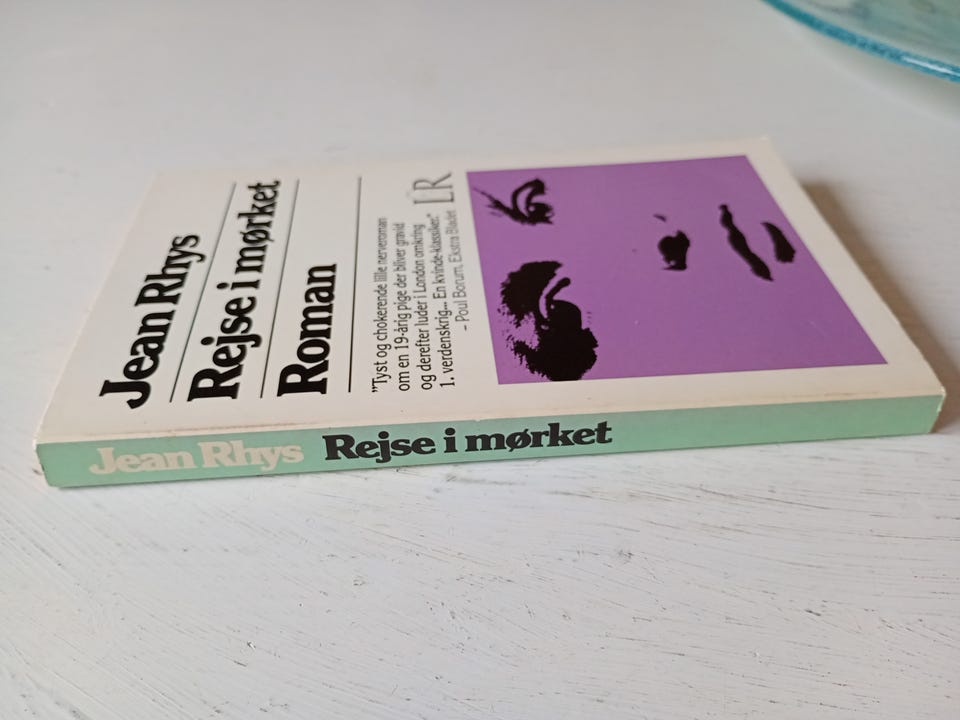 Jean Rhys
Rejse i mørket
Roman
"Tyst og chokerende lille nerveroman
om en 19-årig pige der bliver gravid
og derefter luder i London omkring
1. verdenskrig... En kvinde-klassiker."
– Poul Borum, Ekstra Bladet
LR
Jean Rhys Rejse i mørket